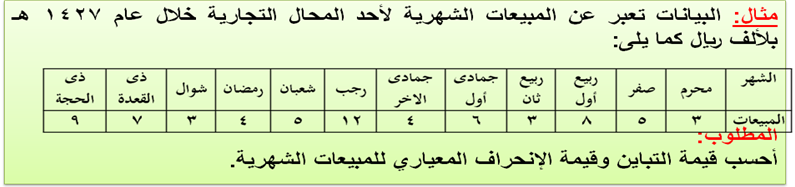 مثال: البيانات تعبر عن المبيعات الشهرية لأحد المحال التجارية خلال عام ١٤٢٧ هـ
بلألف ريال كما يلى:
الشهر محرم صفر ربيع أول ربيع ثان جمادى أول جمادى الاخر رجب شعبان رمضان شوال ذى القعدة ذى الحجة
المبيعات ٣ ٥ ٨ ٣ ٦ ٤ ١٢ ٥ ٤ ٣ ٧ ٩
المطلوب:
أحسب قيمة التباين وقيمة الإنحراف المعياري للمبيعات الشهرية.